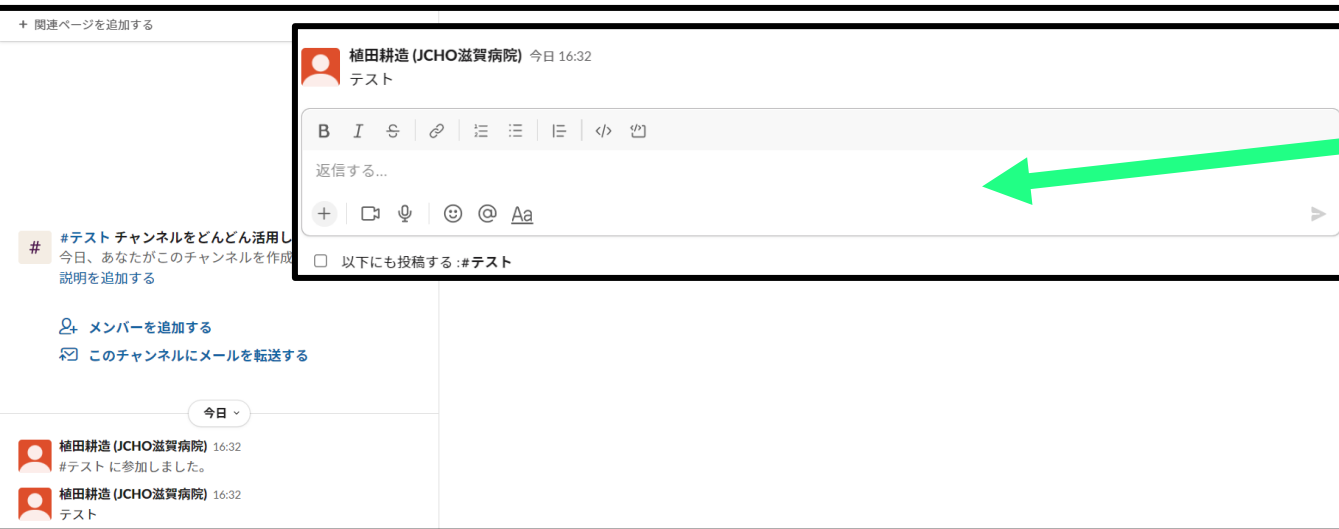 + 関連ページを追加する
植田耕造 (JCHO滋賀病院) 今日 16:32
テスト
B I S Aa
返信する...
以下にも投稿する :#テスト
# #テスト チャンネルをどんどん活用し
今日、あなたがこのチャンネルを作成
説明を追加する
メンバーを追加する
このチャンネルにメールを転送する
今日
植田耕造 (JCHO滋賀病院) 16:32
#テスト に参加しました。
植田耕造 (JCHO滋賀病院) 16:32
テスト